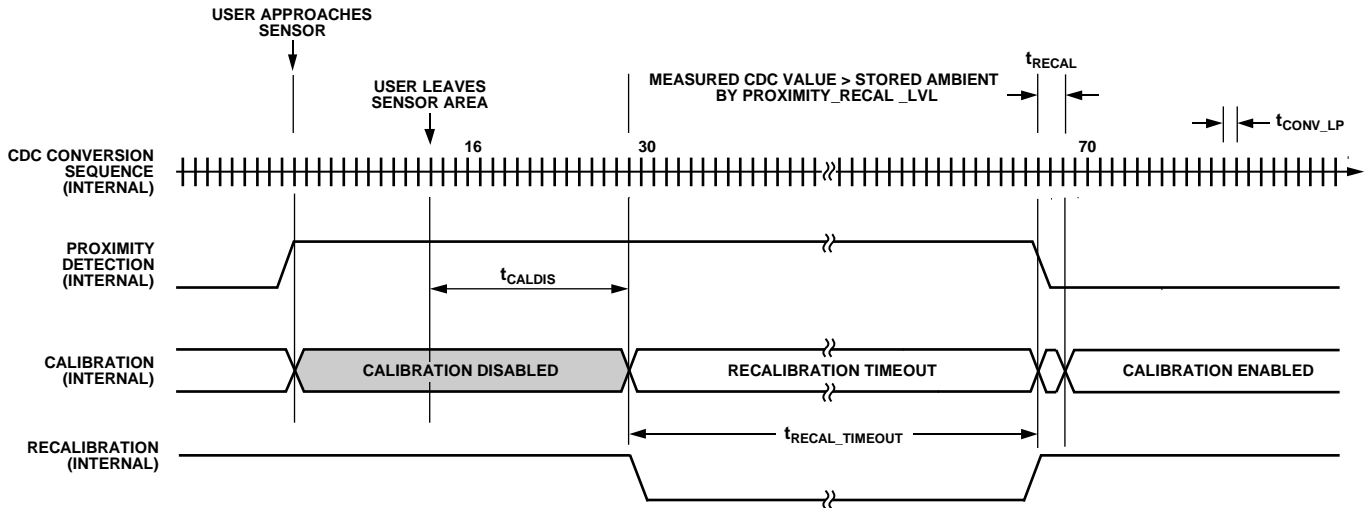 USER APPROACHES
SENSOR
USER LEAVES
SENSOR AREA
MEASURED CDC VALUE > STORED AMBIENT
BY PROXIMITY_RECAL _LVL
tRECAL
tCONV_LP
CDC CONVERSION
SEQUENCE
(INTERNAL)
16
30
70
PROXIMITY
DETECTION
(INTERNAL)
tCALDIS
CALIBRATION
(INTERNAL)
CALIBRATION DISABLED
RECALIBRATION TIMEOUT
CALIBRATION ENABLED
tRECAL_TIMEOUT
RECALIBRATION
(INTERNAL)